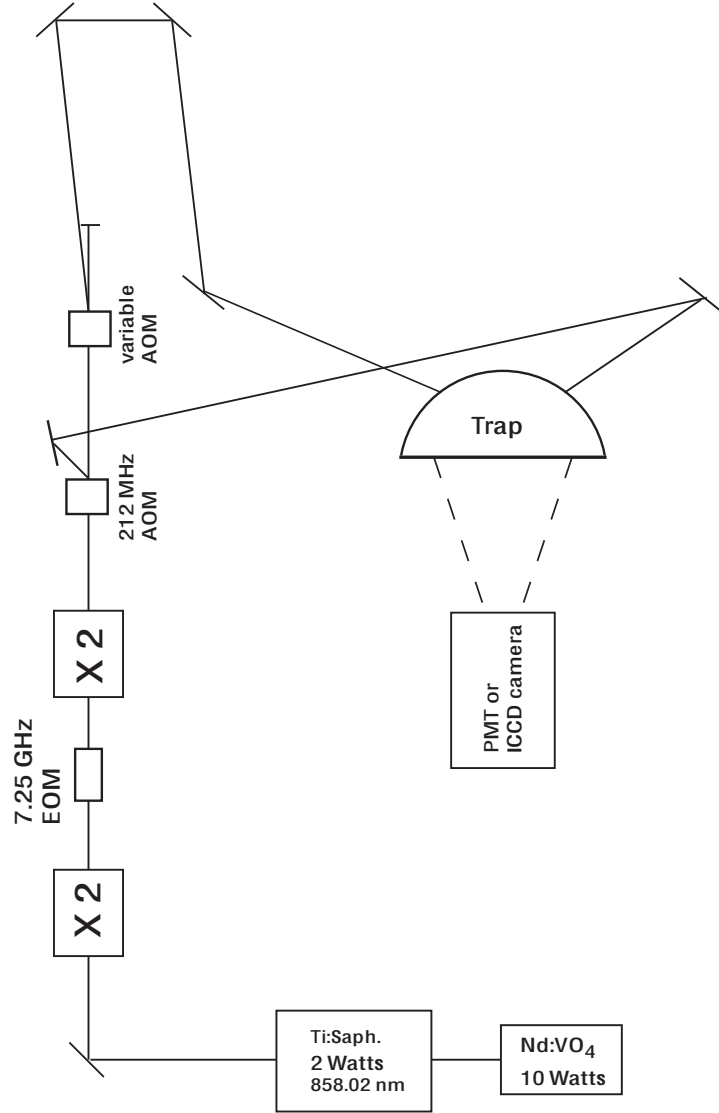 variable
AOM
212 MHz
AOM
Trap
X 2
PMT or
ICCD camera
7.25 GHz
EOM
X 2
Ti:Saph.
2 Watts
858.02 nm
Nd:VO4
10 Watts